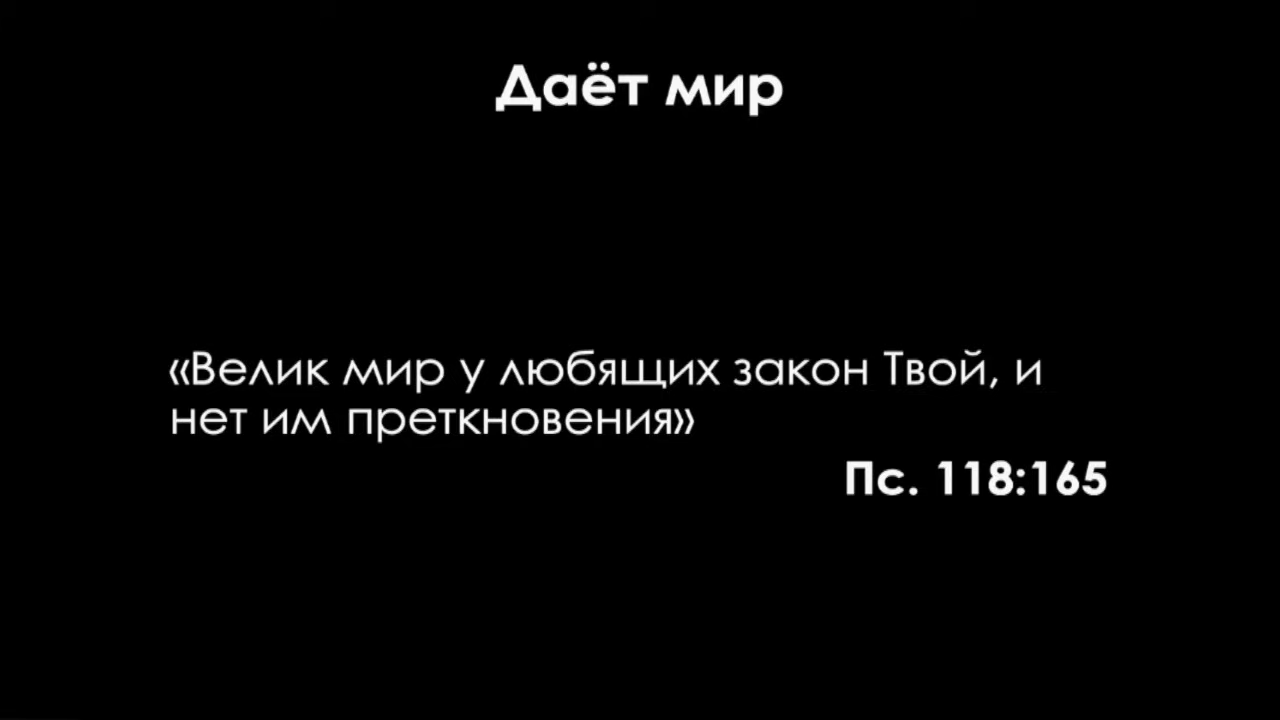 Даёт мир
«Велик мир у любящих закон Твой, и
нет им преткновения»
Пс. 118:165